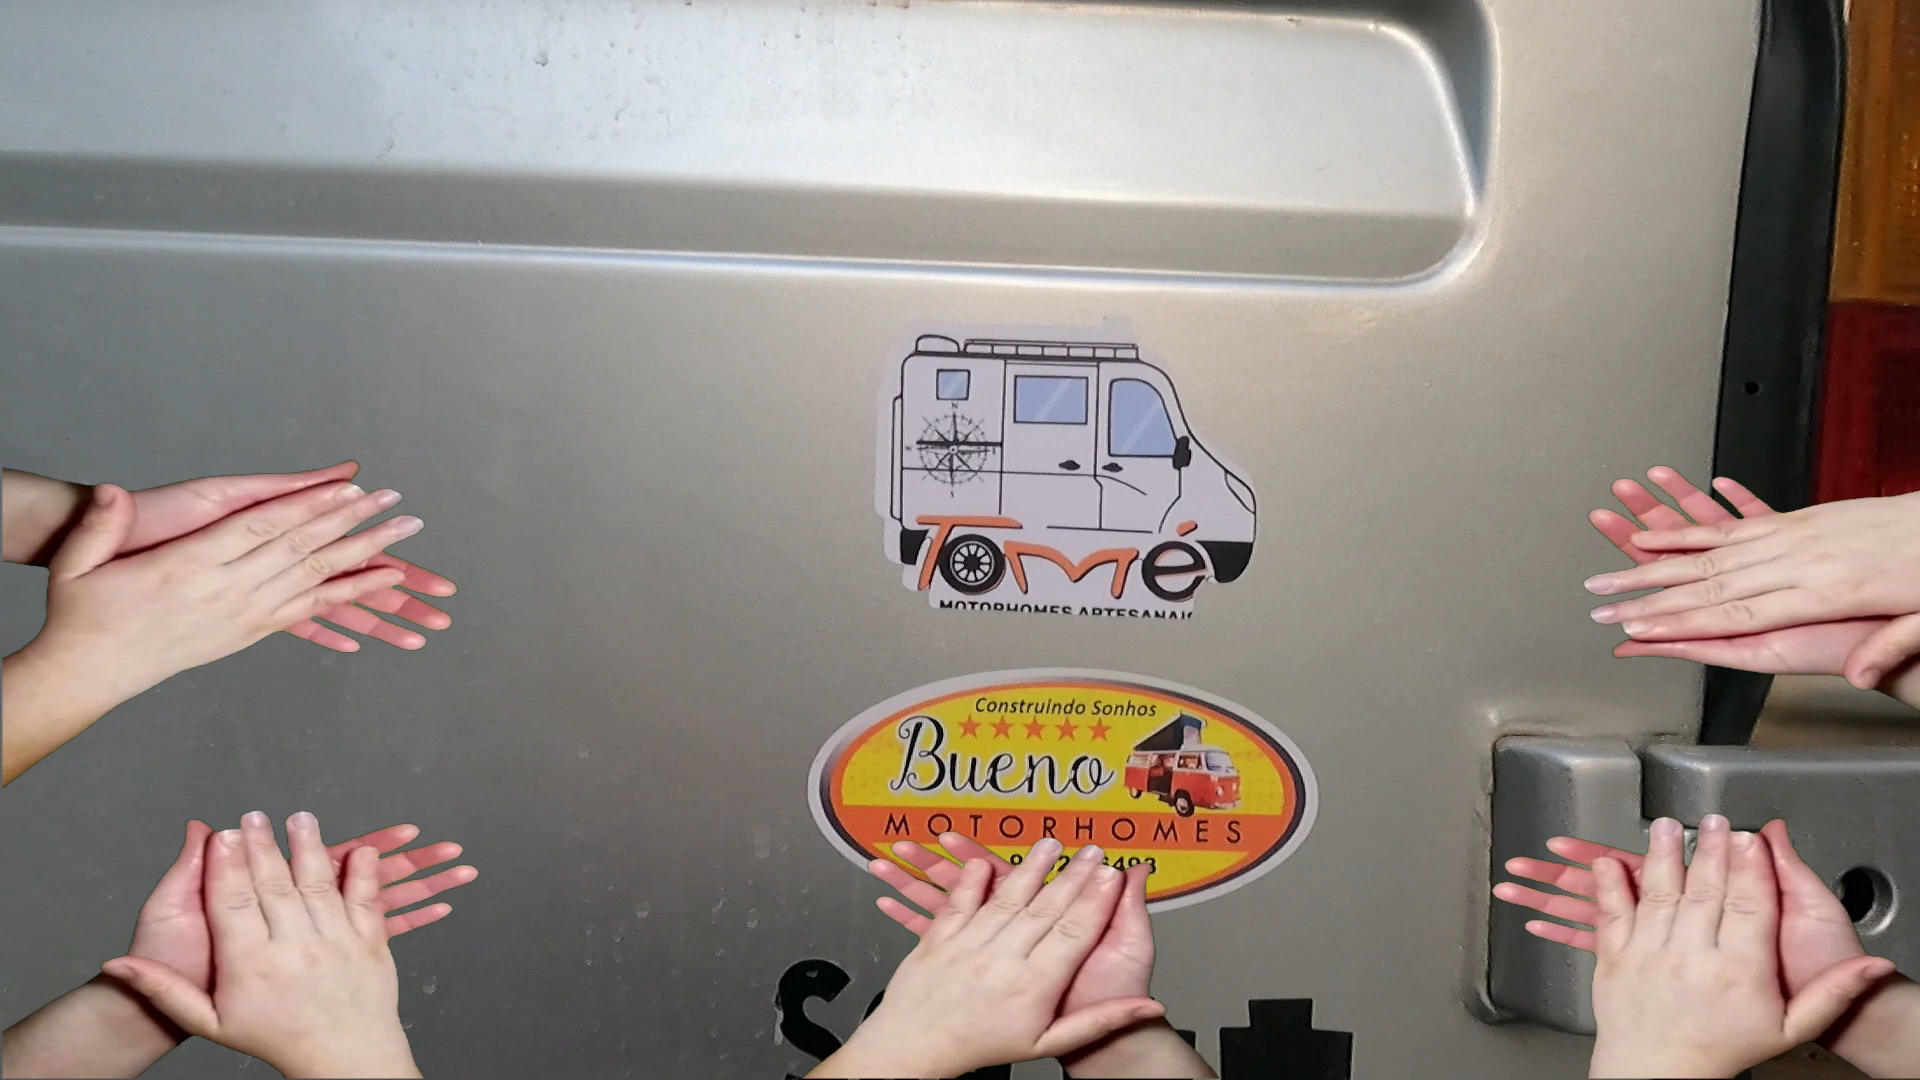 N
S
Tomé
MOTORHOMES ARTESANAIS
Construindo Sonhos
Bueno
MOTORHOMES